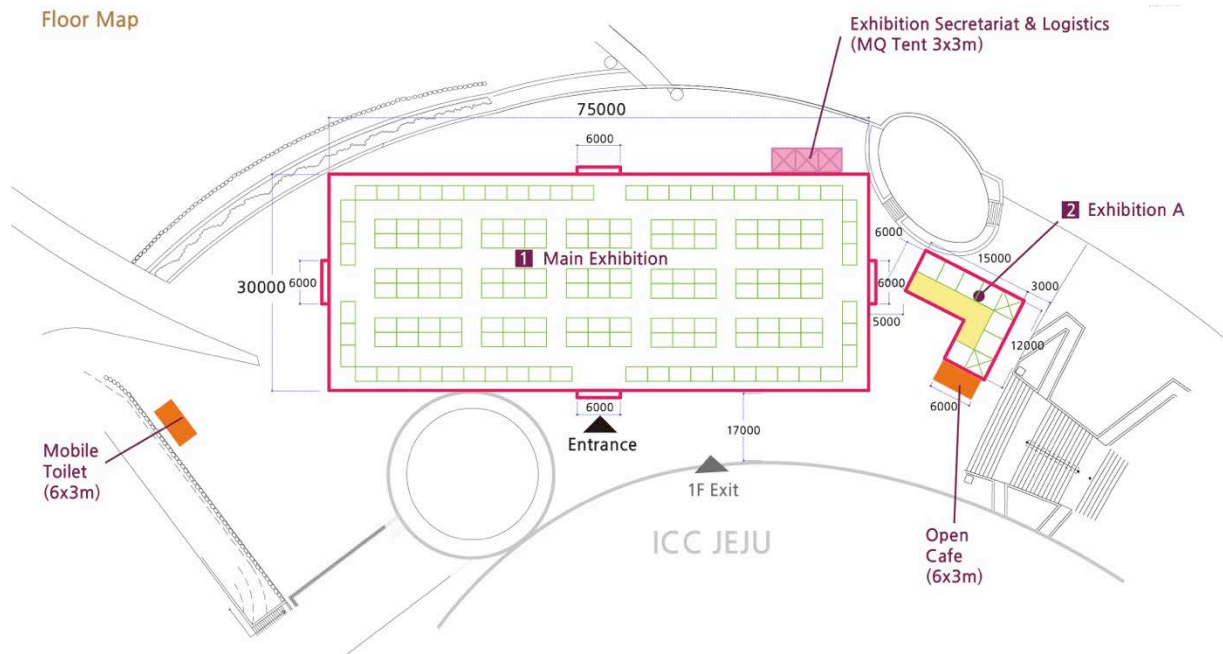 Floor Map
Exhibition Secretariat & Logistics
(MQ Tent 3x3m)
75000
6000
2 Exhibition A
6000
15000
1 Main Exhibition
30000
6000
6000
3000
5000
12000
6000
6000
17000
Entrance
Mobile
Toilet
(6x3m)
1F Exit
ICC JEJU
Open
Cafe
(6x3m)